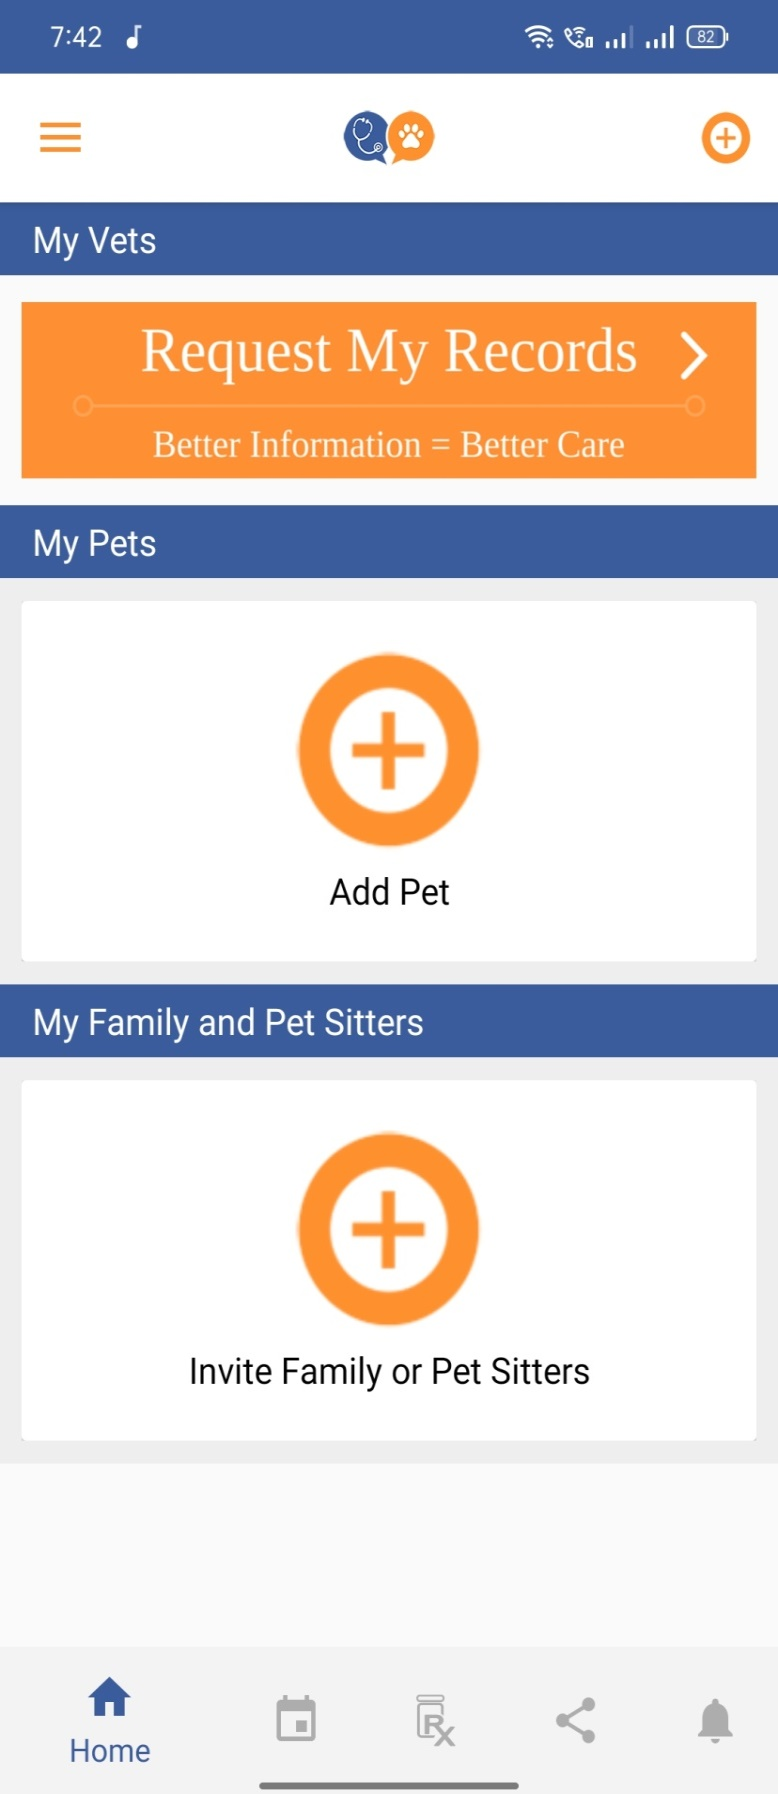 7:42
82
My Vets
Request My Records
Better Information = Better Care
My Pets
Add Pet
My Family and Pet Sitters
Invite Family or Pet Sitters
Rx
Home